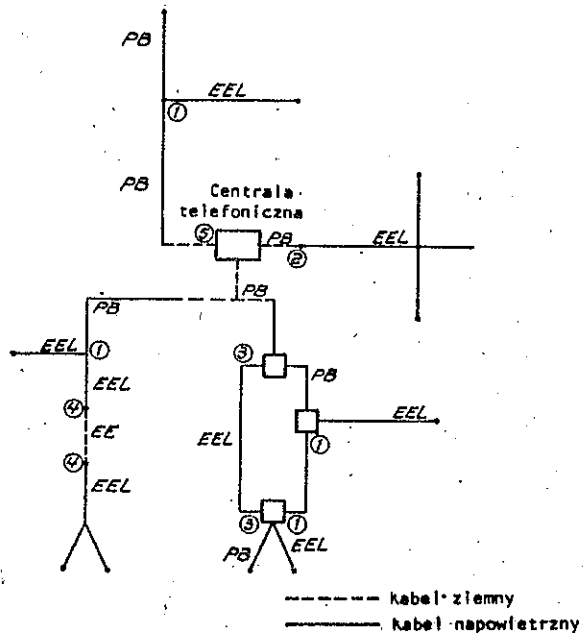 PB
EEL
①
PB
Centrala
telefoniczna
⑤
PB
②
EEL
PB
PB
EEL
①
③
PB
EEL
④
EE
EEL
EEL
①
④
EEL
③
①
PB
EEL
kabel ziemny
kabel napowietrzny